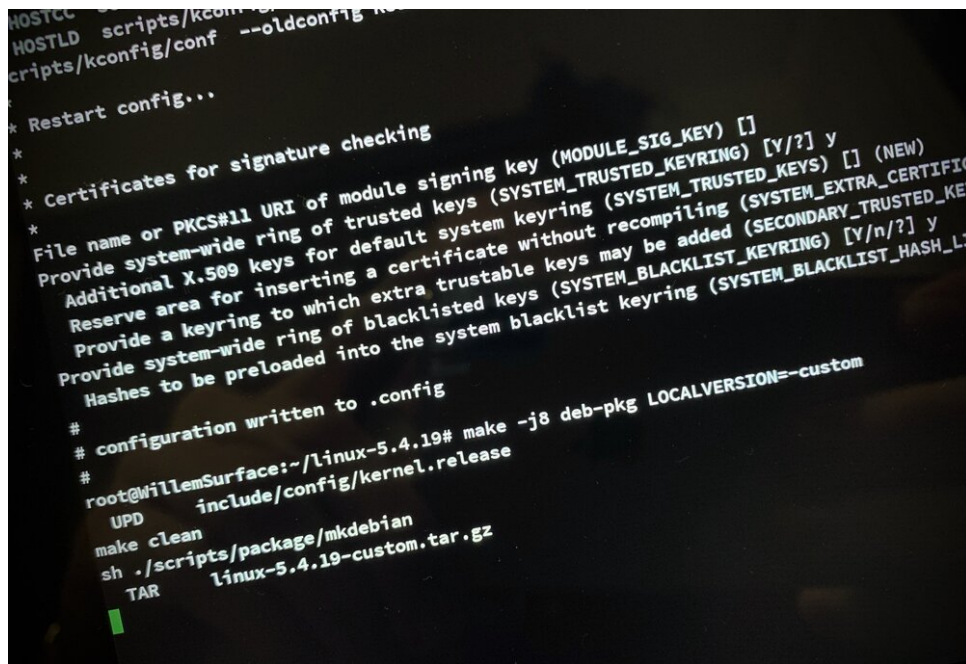 HOSTCC
HOSTLD scripts/kconfig/conf
scripts/kconfig/conf --oldconfig
*
* Restart config...
*
*
* Certificates for signature checking
*
File name or PKCS#11 URI of module signing key (MODULE_SIG_KEY) []
Provide system-wide ring of trusted keys (SYSTEM_TRUSTED_KEYRING) [Y/?] y
Additional X.509 keys for default system keyring (SYSTEM_TRUSTED_KEYS) [] (NEW)
Reserve area for inserting a certificate without recompiling (SYSTEM_EXTRA_CERTIFIC
Provide a keyring to which extra trustable keys may be added (SECONDARY_TRUSTED_KE
Provide system-wide ring of blacklisted keys (SYSTEM_BLACKLIST_KEYRING) [Y/n/?] y
Hashes to be preloaded into the system blacklist keyring (SYSTEM_BLACKLIST_HASH_LI
#
# configuration written to .config
#
root@WillemSurface:~/linux-5.4.19# make -j8 deb-pkg LOCALVERSION=-custom
UPD include/config/kernel.release
make clean
sh ./scripts/package/mkdebian
TAR linux-5.4.19-custom.tar.gz